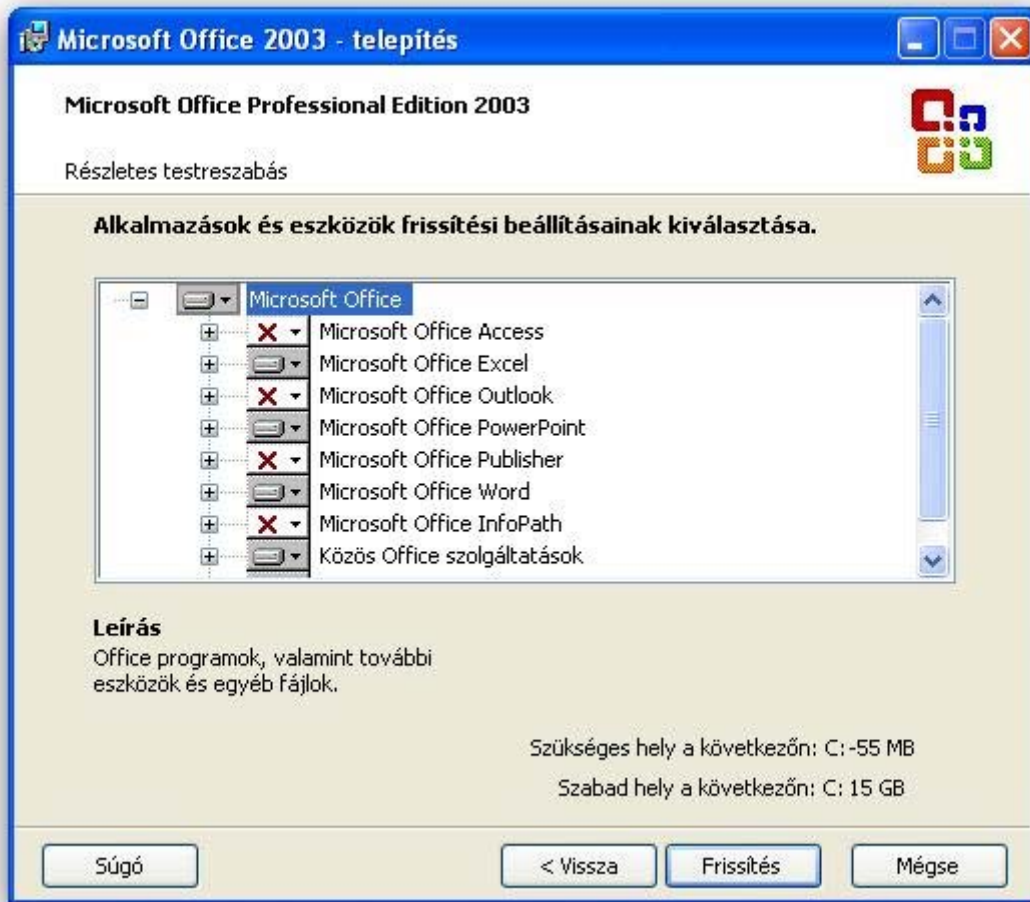 Microsoft Office 2003 - telepítés
Microsoft Office Professional Edition 2003
Részletes testreszabás
Alkalmazások és eszközök frissítési beállításainak kiválasztása.
Microsoft Office
Microsoft Office Access
Microsoft Office Excel
Microsoft Office Outlook
Microsoft Office PowerPoint
Microsoft Office Publisher
Microsoft Office Word
Microsoft Office InfoPath
Közös Office szolgáltatások
Leírás
Office programok, valamint további
eszközök és egyéb fájlok.
Szükséges hely a következőn: C:-55 MB
Szabad hely a következőn: C: 15 GB
Súgó < Vissza Frissítés Mégse